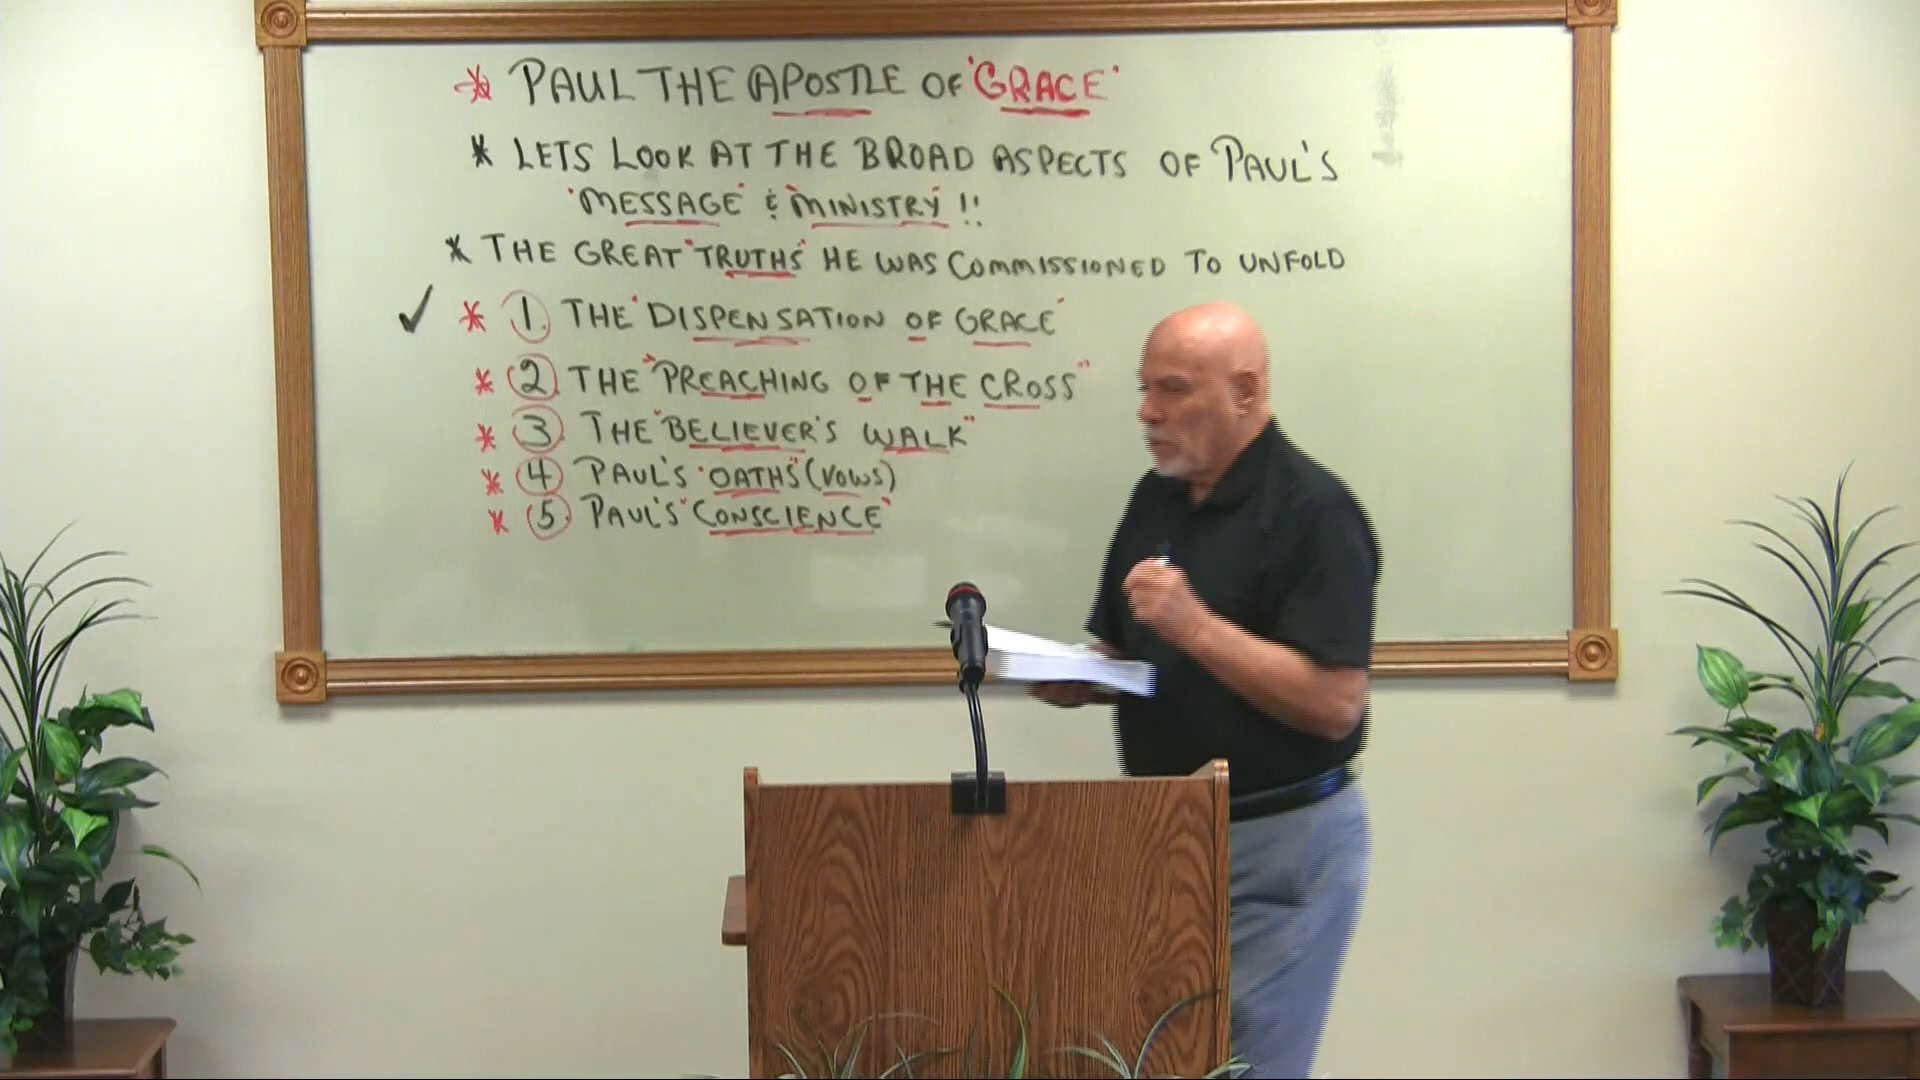 * PAUL THE APOSTLE OF "GRACE"
* LETS LOOK AT THE BROAD ASPECTS OF PAUL'S
"MESSAGE" & "MINISTRY" !!
* THE GREAT "TRUTHS" HE WAS COMMISSIONED TO UNFOLD
✓ * 1. THE "DISPENSATION OF GRACE"
* 2. THE "PREACHING OF THE CROSS"
* 3. THE "BELIEVER'S WALK"
* 4. PAUL'S "OATHS" (VOWS)
* 5. PAUL'S "CONSCIENCE"